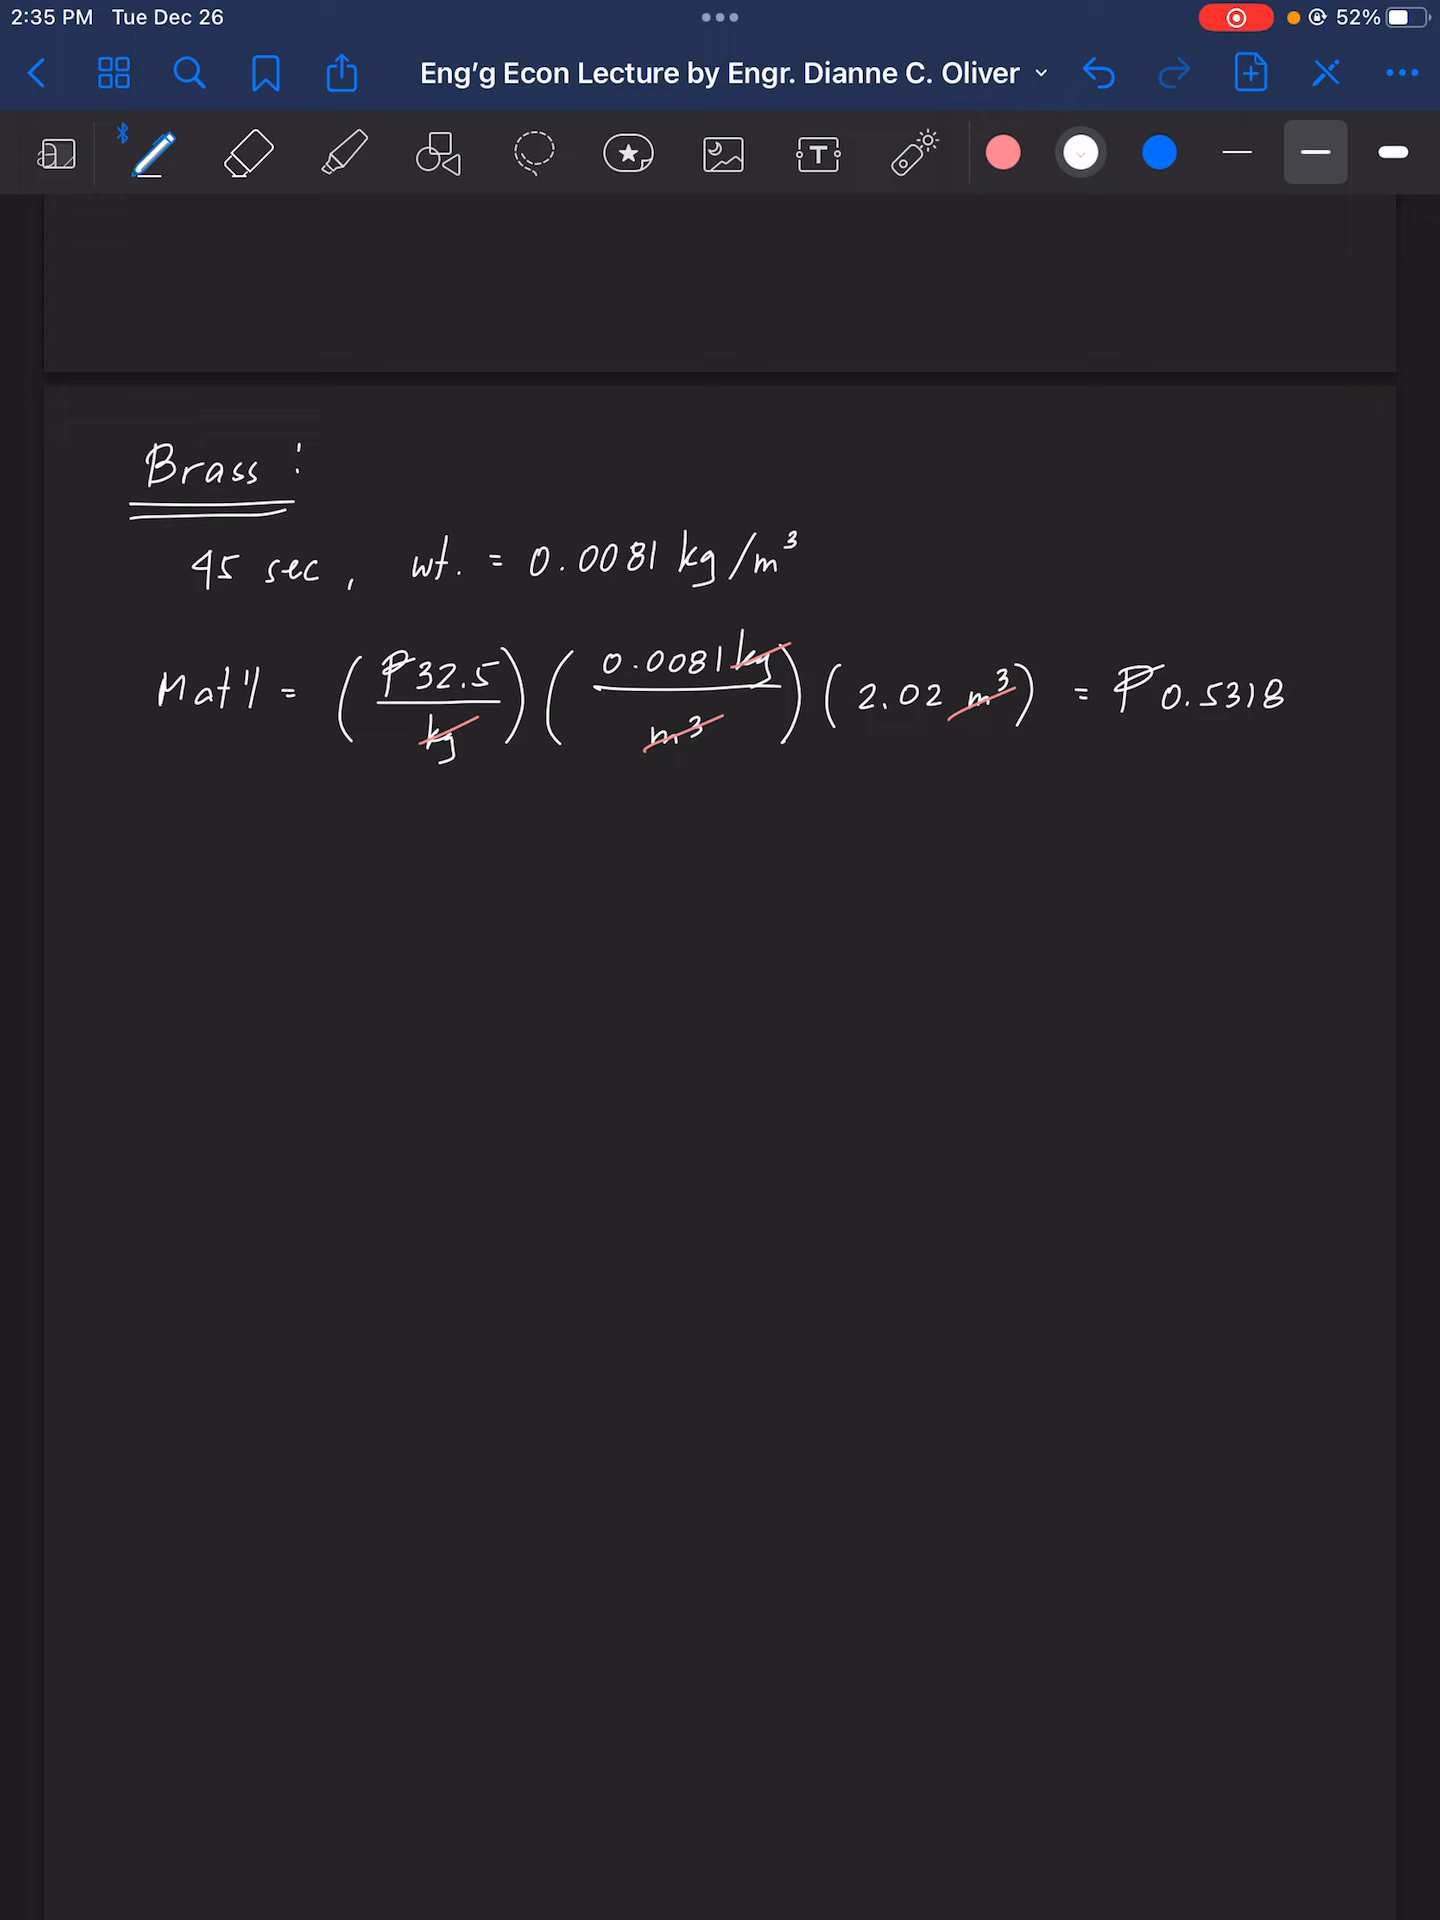 2:35 PM Tue Dec 26
52%
Eng'g Econ Lecture by Engr. Dianne C. Oliver
Brass :
45 sec, wt. = 0.0081 kg/m³
Mat'l = (₱32.5/kg) (0.0081 kg/m³) (2.02 m³) = ₱0.5318